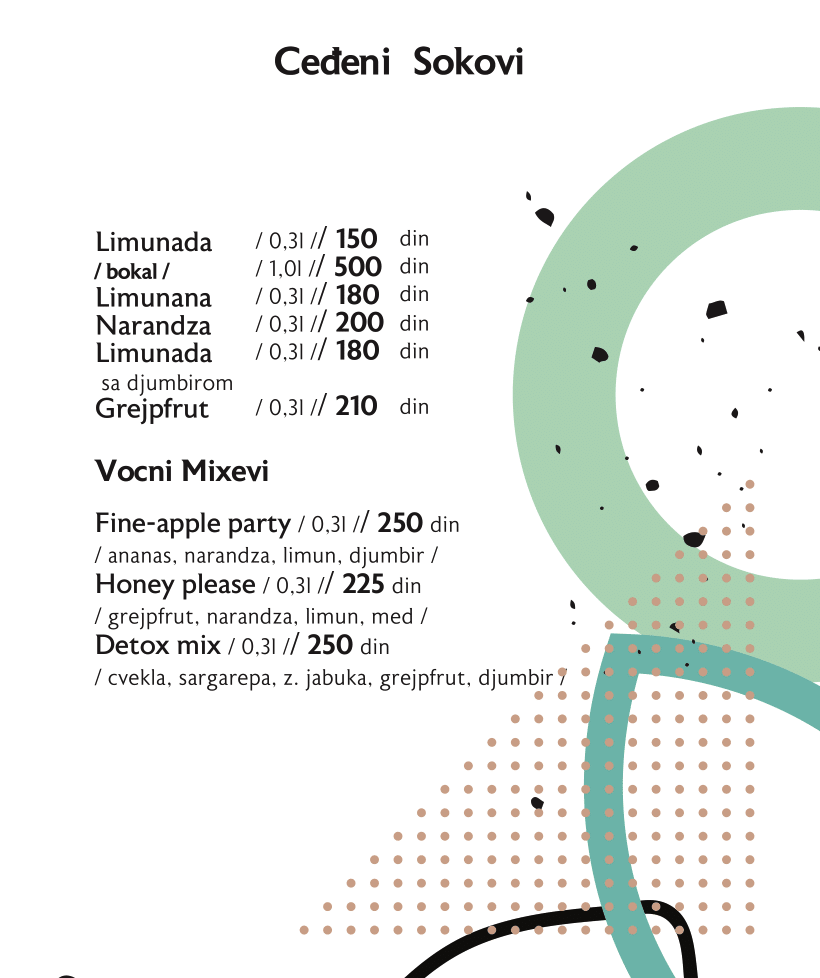 Ceđeni Sokovi
Limunada / 0,3l // 150 din
/ bokal / / 1,0l // 500 din
Limunana / 0,3l // 180 din
Narandza / 0,3l // 200 din
Limunada / 0,3l // 180 din
sa djumbirom
Grejpfrut / 0,3l // 210 din
Vocni Mixevi
Fine-apple party / 0,3l // 250 din
/ ananas, narandza, limun, djumbir /
Honey please / 0,3l // 225 din
/ grejpfrut, narandza, limun, med /
Detox mix / 0,3l // 250 din
/ cvekla, sargarepa, z. jabuka, grejpfrut, djumbir /